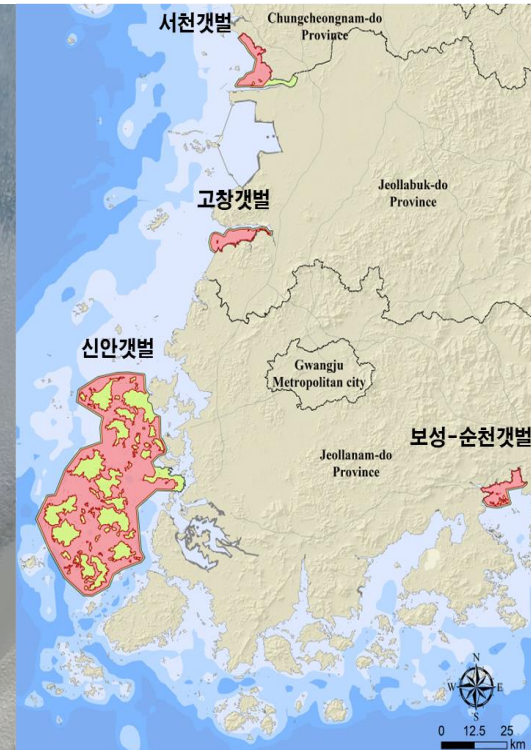 서천갯벌
Chungcheongnam-do
Province
Jeollabuk-do
Province
고창갯벌
신안갯벌
Gwangju
Metropolitan city
보성-순천갯벌
Jeollanam-do
Province
N
W
E
S
0 12.5 25
km